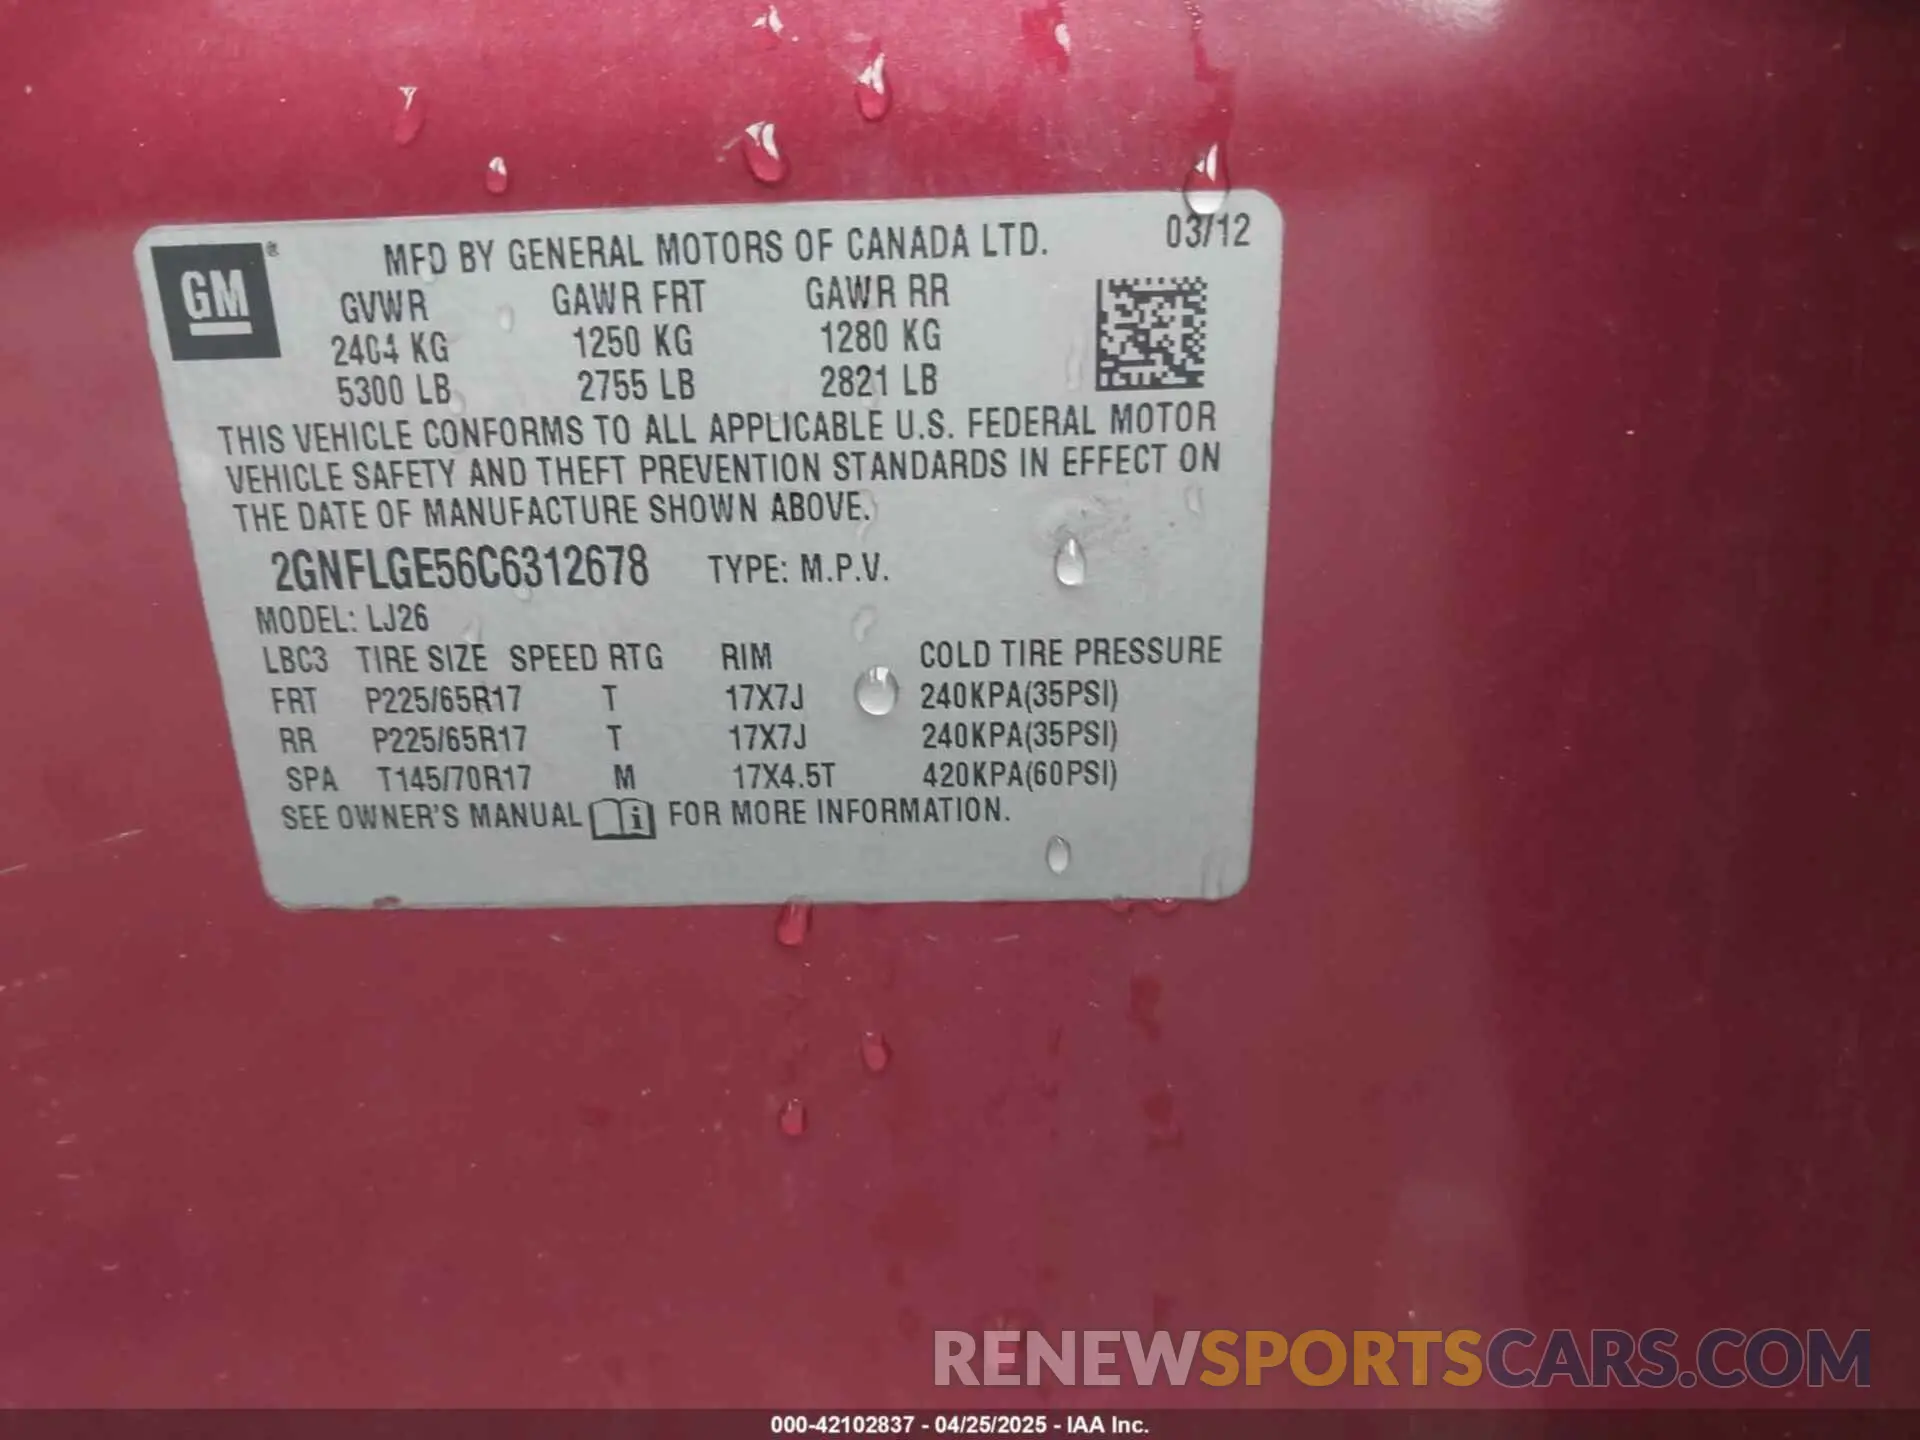 GM®
MFD BY GENERAL MOTORS OF CANADA LTD. 03/12
GVWR GAWR FRT GAWR RR
2404 KG 1250 KG 1280 KG
5300 LB 2755 LB 2821 LB
THIS VEHICLE CONFORMS TO ALL APPLICABLE U.S. FEDERAL MOTOR
VEHICLE SAFETY AND THEFT PREVENTION STANDARDS IN EFFECT ON
THE DATE OF MANUFACTURE SHOWN ABOVE.
2GNFLGE56C6312678 TYPE: M.P.V.
MODEL: LJ26
LBC3 TIRE SIZE SPEED RTG RIM COLD TIRE PRESSURE
FRT P225/65R17 T 17X7J 240KPA(35PSI)
RR P225/65R17 T 17X7J 240KPA(35PSI)
SPA T145/70R17 M 17X4.5T 420KPA(60PSI)
SEE OWNER'S MANUAL i FOR MORE INFORMATION.
RENEWSPORTSCARS.COM
000-42102837 - 04/25/2025 - IAA Inc.